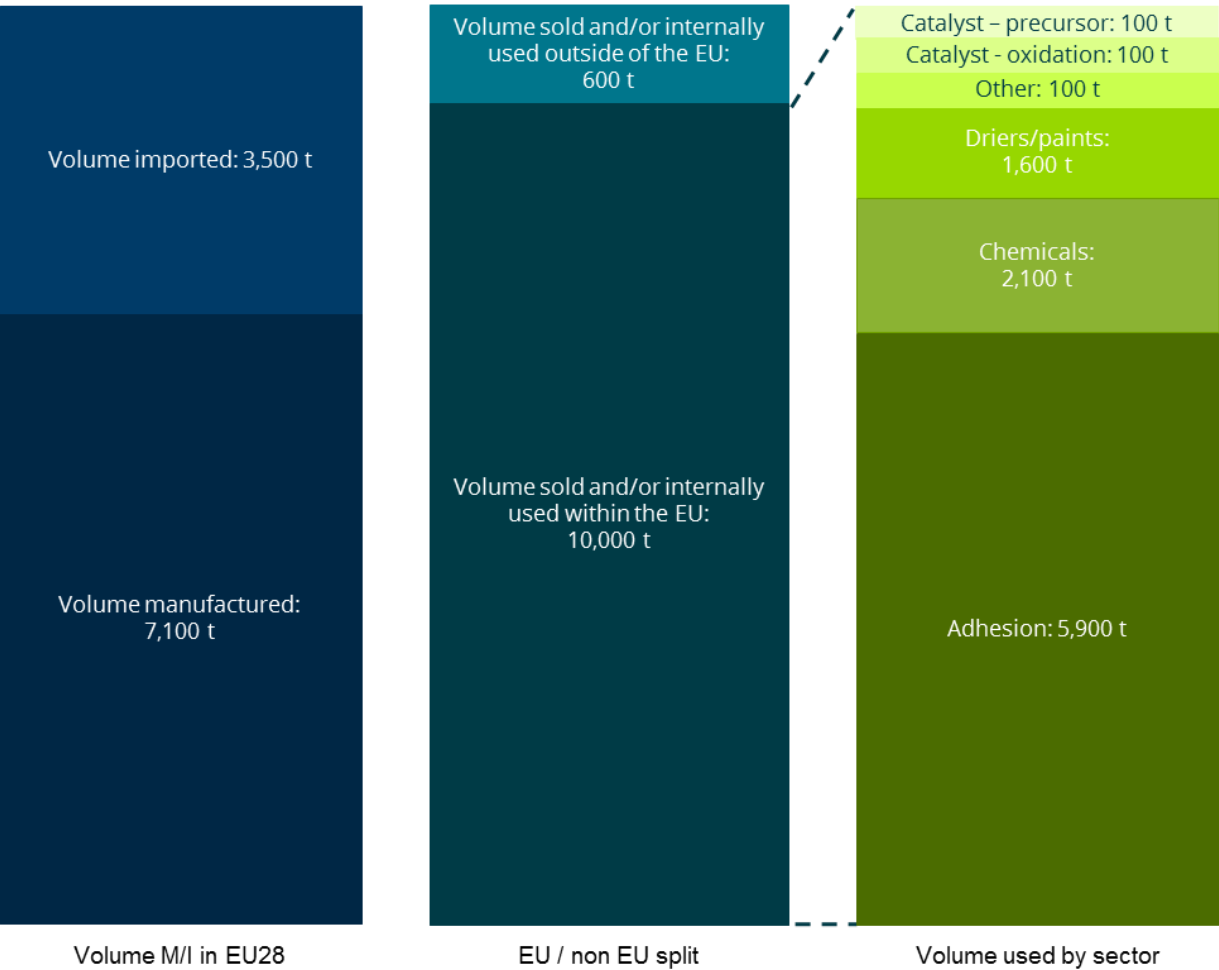 Volume imported: 3,500 t
Volume manufactured:
7,100 t
Volume M/I in EU28
Volume sold and/or internally
used outside of the EU:
600 t
Volume sold and/or internally
used within the EU:
10,000 t
EU / non EU split
Catalyst – precursor: 100 t
Catalyst - oxidation: 100 t
Other: 100 t
Driers/paints:
1,600 t
Chemicals:
2,100 t
Adhesion: 5,900 t
Volume used by sector